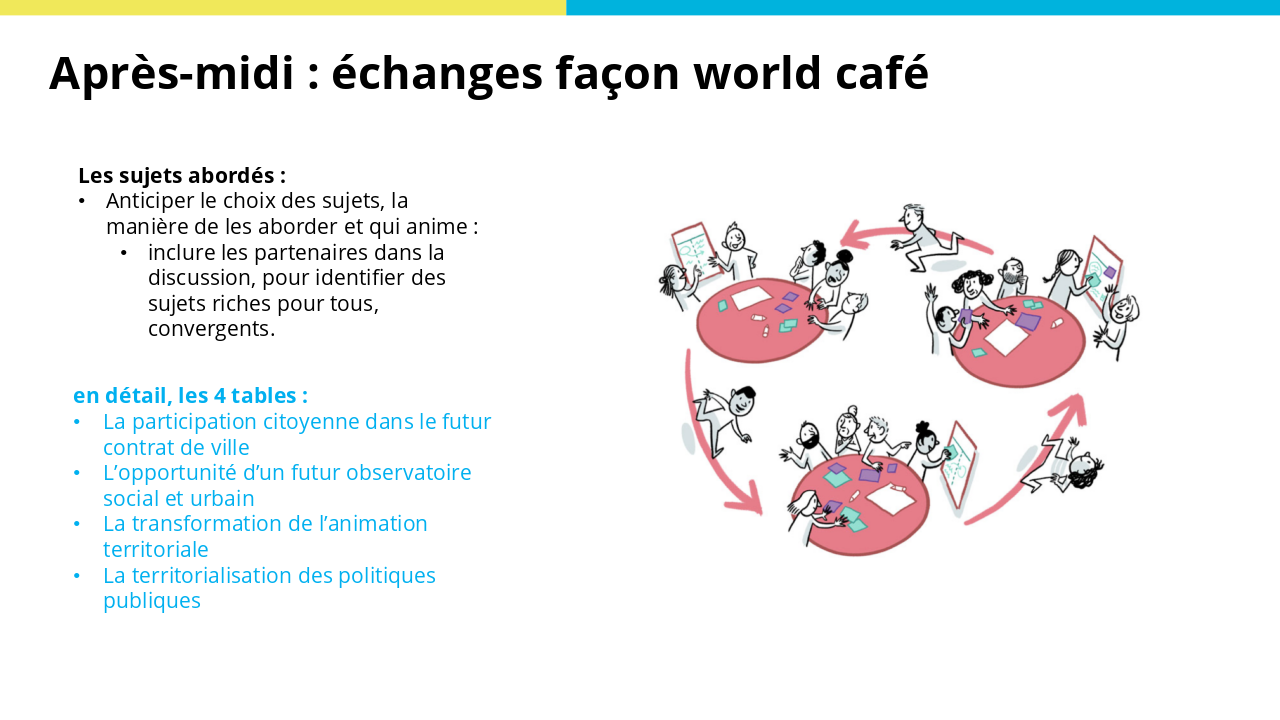 Après-midi : échanges façon world café
Les sujets abordés :
• Anticiper le choix des sujets, la
manière de les aborder et qui anime :
• inclure les partenaires dans la
discussion, pour identifier des
sujets riches pour tous,
convergents.
en détail, les 4 tables :
• La participation citoyenne dans le futur
contrat de ville
• L’opportunité d’un futur observatoire
social et urbain
• La transformation de l’animation
territoriale
• La territorialisation des politiques
publiques